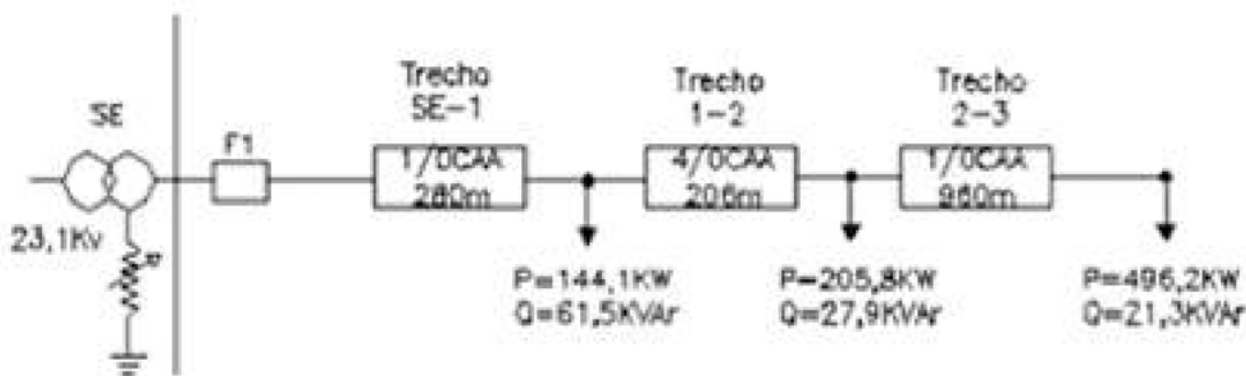 SE
23,1Kv
F1
Trecho
SE-1
1/0CAA
280m
P=144,1KW
Q=61,5KVAr
Trecho
1-2
4/0CAA
206m
P=205,8KW
Q=27,9KVAr
Trecho
2-3
1/0CAA
960m
P=496,2KW
Q=21,3KVAr